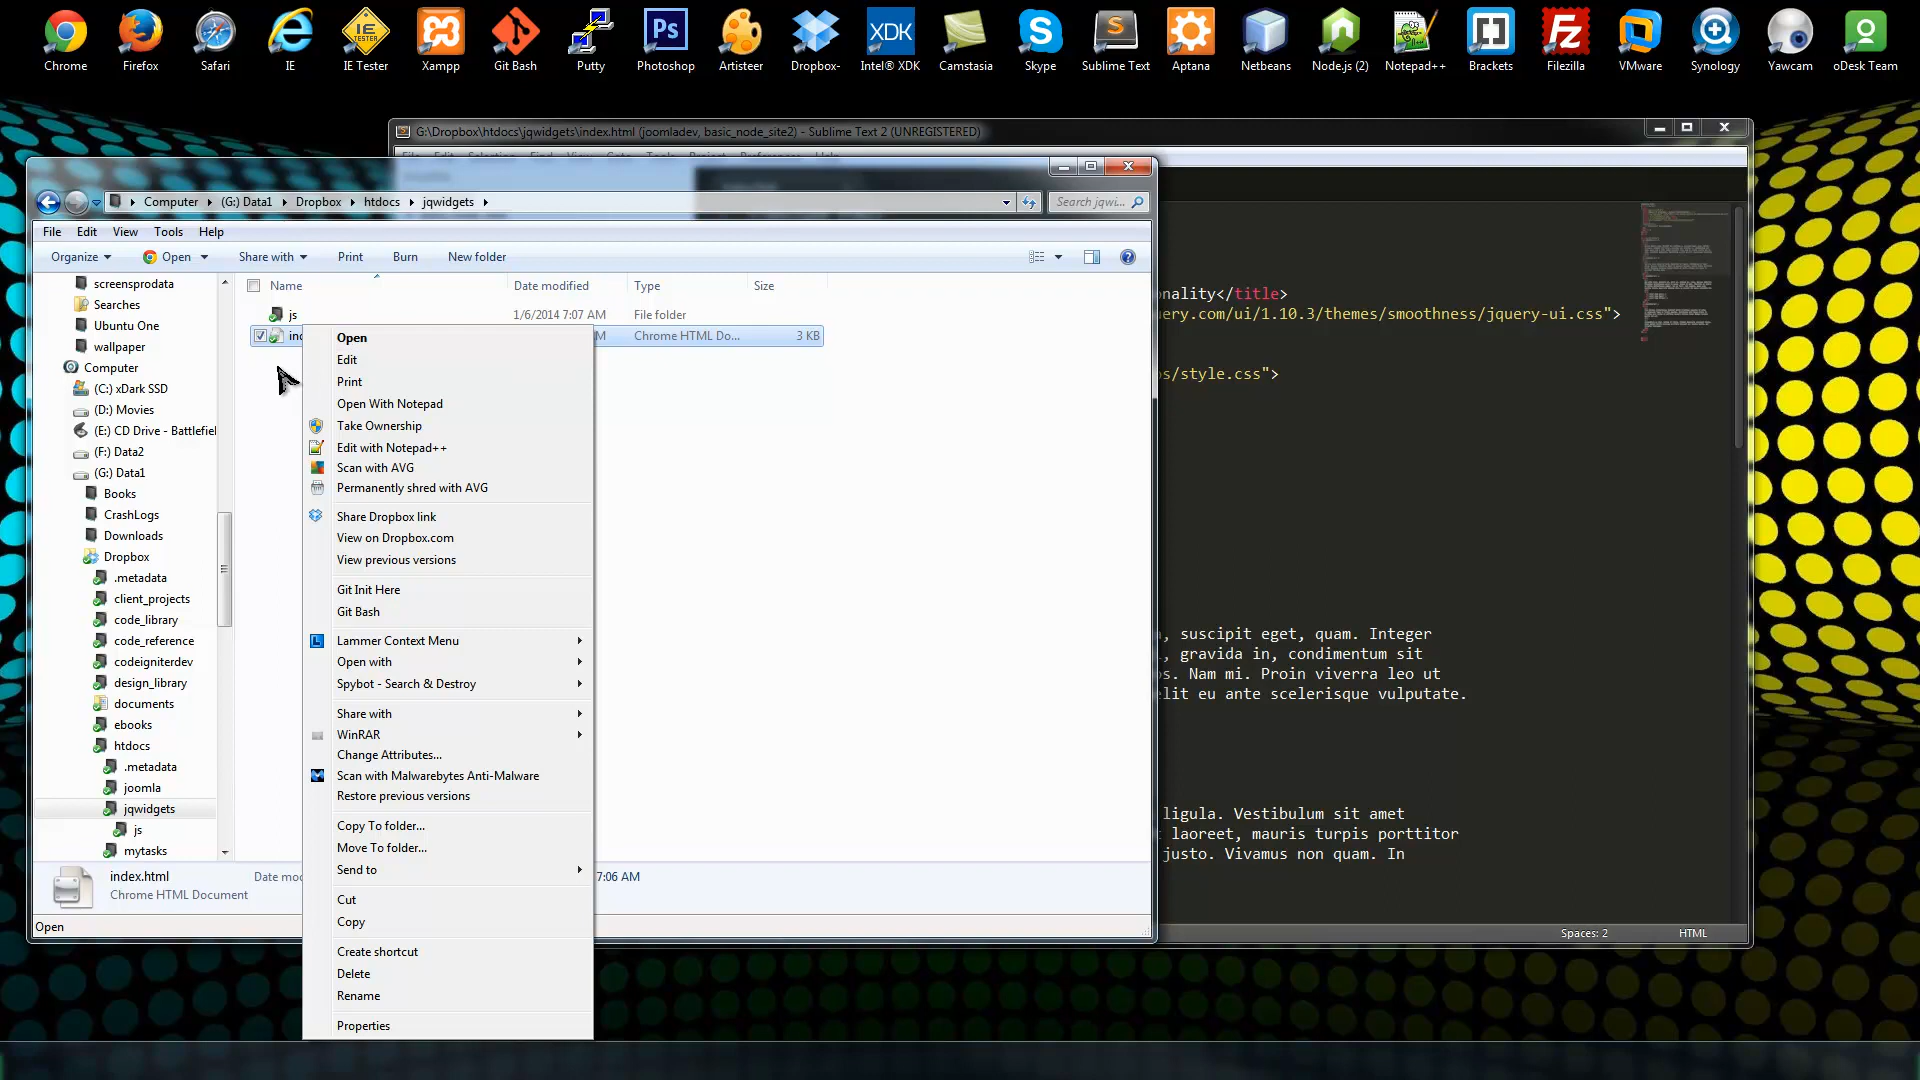 Chrome
Firefox
Safari
IE
IE Tester
Xampp
Git Bash
Putty
Photoshop
Artisteer
Dropbox-
Intel® XDK
Camstasia
Skype
Sublime Text
Aptana
Netbeans
Node.js (2)
Notepad++
Brackets
Filezilla
VMware
Synology
Yawcam
oDesk Team
G:\Dropbox\htdocs\jqwidgets\index.html (joomladev, basic_node_site2) - Sublime Text 2 (UNREGISTERED)
Computer
(G:) Data1
Dropbox
htdocs
jqwidgets
Search jqwi...
File Edit View Tools Help
Organize
Open
Share with
Print
Burn
New folder
Name
Date modified
Type
Size
js
1/6/2014 7:07 AM
File folder
Chrome HTML Do...
3 KB
screensprodata
Searches
Ubuntu One
wallpaper
Computer
(C:) xDark SSD
(D:) Movies
(E:) CD Drive - Battlefiel
(F:) Data2
(G:) Data1
Books
CrashLogs
Downloads
Dropbox
.metadata
client_projects
code_library
code_reference
codeigniterdev
design_library
documents
ebooks
htdocs
.metadata
joomla
jqwidgets
js
mytasks
Open
Edit
Print
Open With Notepad
Take Ownership
Edit with Notepad++
Scan with AVG
Permanently shred with AVG
Share Dropbox link
View on Dropbox.com
View previous versions
Git Init Here
Git Bash
Lammer Context Menu
Open with
Spybot - Search & Destroy
Share with
WinRAR
Change Attributes...
Scan with Malwarebytes Anti-Malware
Restore previous versions
Copy To folder...
Move To folder...
Send to
Cut
Copy
Create shortcut
Delete
Rename
Properties
index.html
Chrome HTML Document
Date mod
7:06 AM
Open
onality</title>
query.com/ui/1.10.3/themes/smoothness/jquery-ui.css">
s/style.css">
, suscipit eget, quam. Integer
, gravida in, condimentum sit
os. Nam mi. Proin viverra leo ut
elit eu ante scelerisque vulputate.
ligula. Vestibulum sit amet
laoreet, mauris turpis porttitor
justo. Vivamus non quam. In
Spaces: 2
HTML